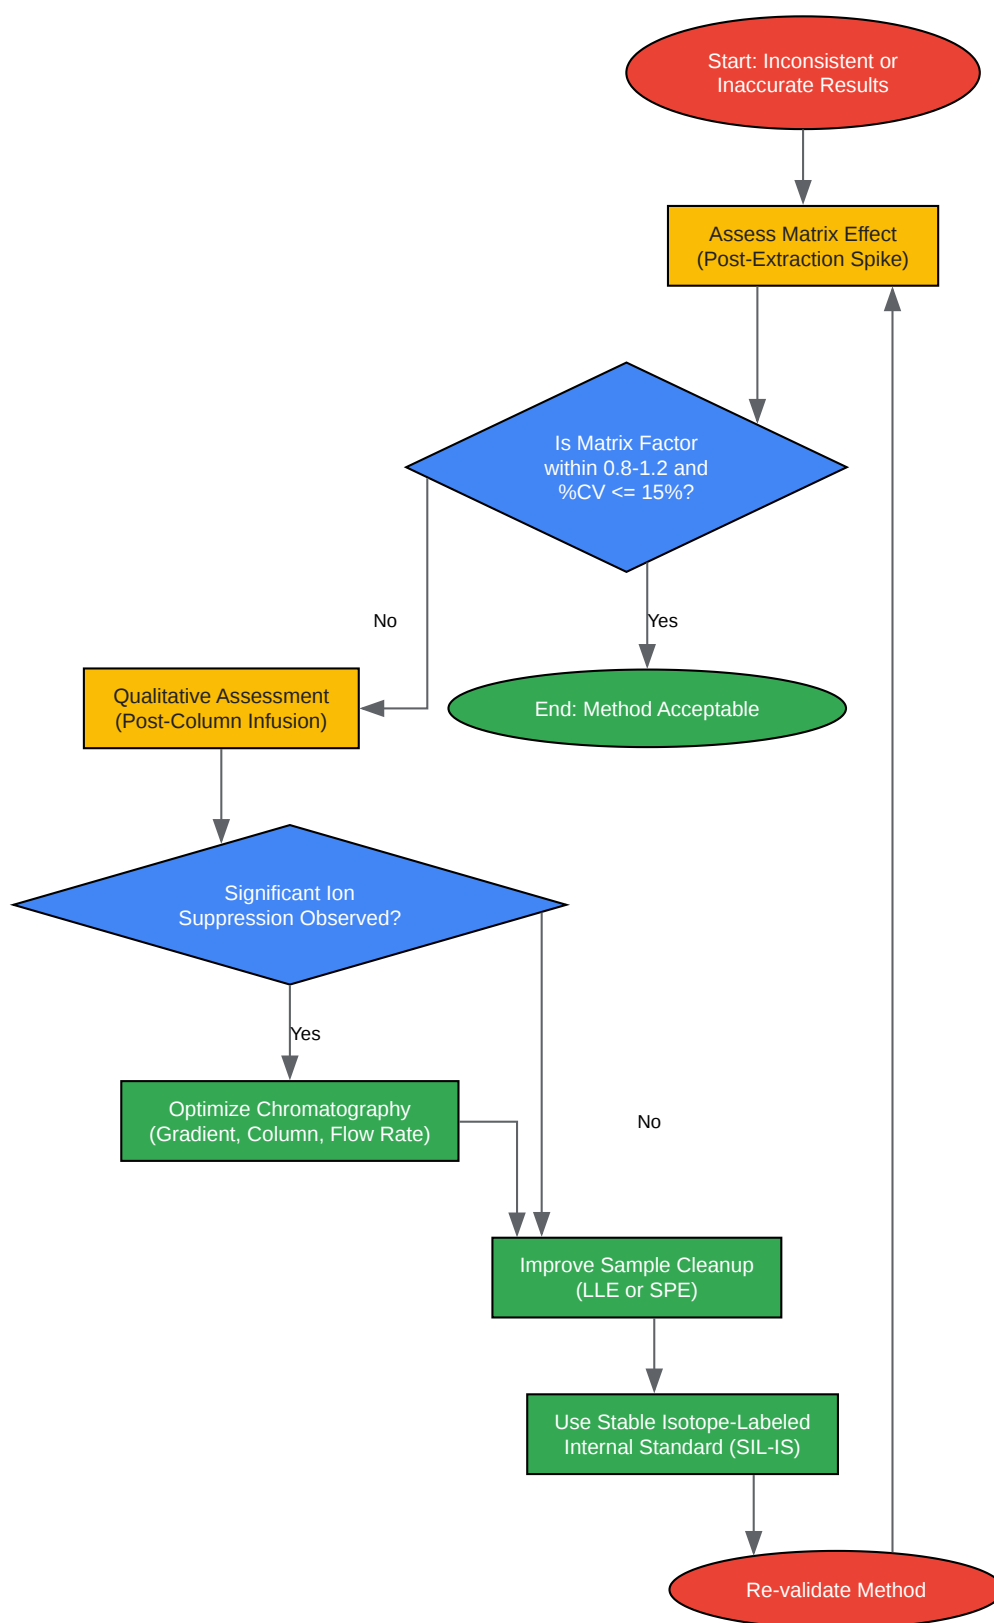 Start: Inconsistent or
Inaccurate Results
Assess Matrix Effect
(Post-Extraction Spike)
Is Matrix Factor
within 0.8-1.2 and
%CV <= 15%?
No
Yes
Qualitative Assessment
(Post-Column Infusion)
End: Method Acceptable
Significant Ion
Suppression Observed?
Yes
Optimize Chromatography
(Gradient, Column, Flow Rate)
No
Improve Sample Cleanup
(LLE or SPE)
Use Stable Isotope-Labeled
Internal Standard (SIL-IS)
Re-validate Method